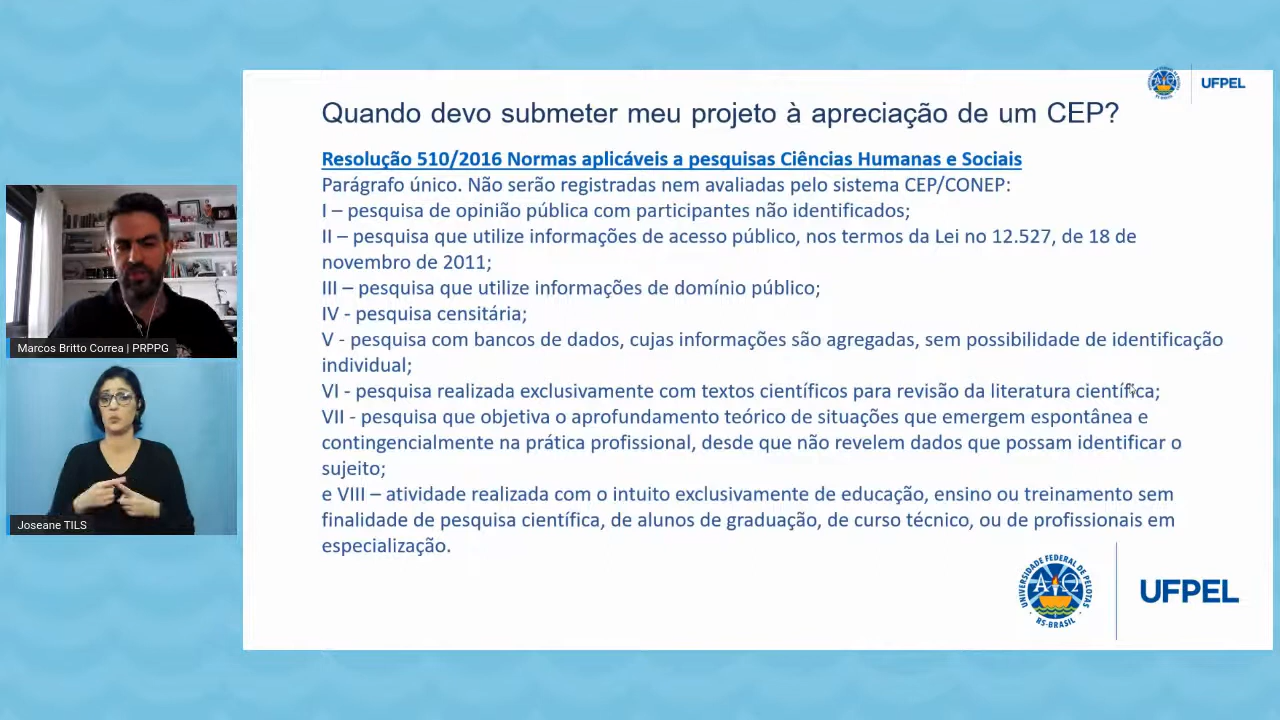 UFPEL
Quando devo submeter meu projeto à apreciação de um CEP?
Resolução 510/2016 Normas aplicáveis a pesquisas Ciências Humanas e Sociais
Parágrafo único. Não serão registradas nem avaliadas pelo sistema CEP/CONEP:
I – pesquisa de opinião pública com participantes não identificados;
II – pesquisa que utilize informações de acesso público, nos termos da Lei no 12.527, de 18 de
novembro de 2011;
III – pesquisa que utilize informações de domínio público;
IV - pesquisa censitária;
V - pesquisa com bancos de dados, cujas informações são agregadas, sem possibilidade de identificação
individual;
VI - pesquisa realizada exclusivamente com textos científicos para revisão da literatura científica;
VII - pesquisa que objetiva o aprofundamento teórico de situações que emergem espontânea e
contingencialmente na prática profissional, desde que não revelem dados que possam identificar o
sujeito;
e VIII – atividade realizada com o intuito exclusivamente de educação, ensino ou treinamento sem
finalidade de pesquisa científica, de alunos de graduação, de curso técnico, ou de profissionais em
especialização.
Marcos Britto Correa | PRPPG
Joseane TILS
UNIVERSIDADE FEDERAL DE PELOTAS
RS-BRASIL
UFPEL